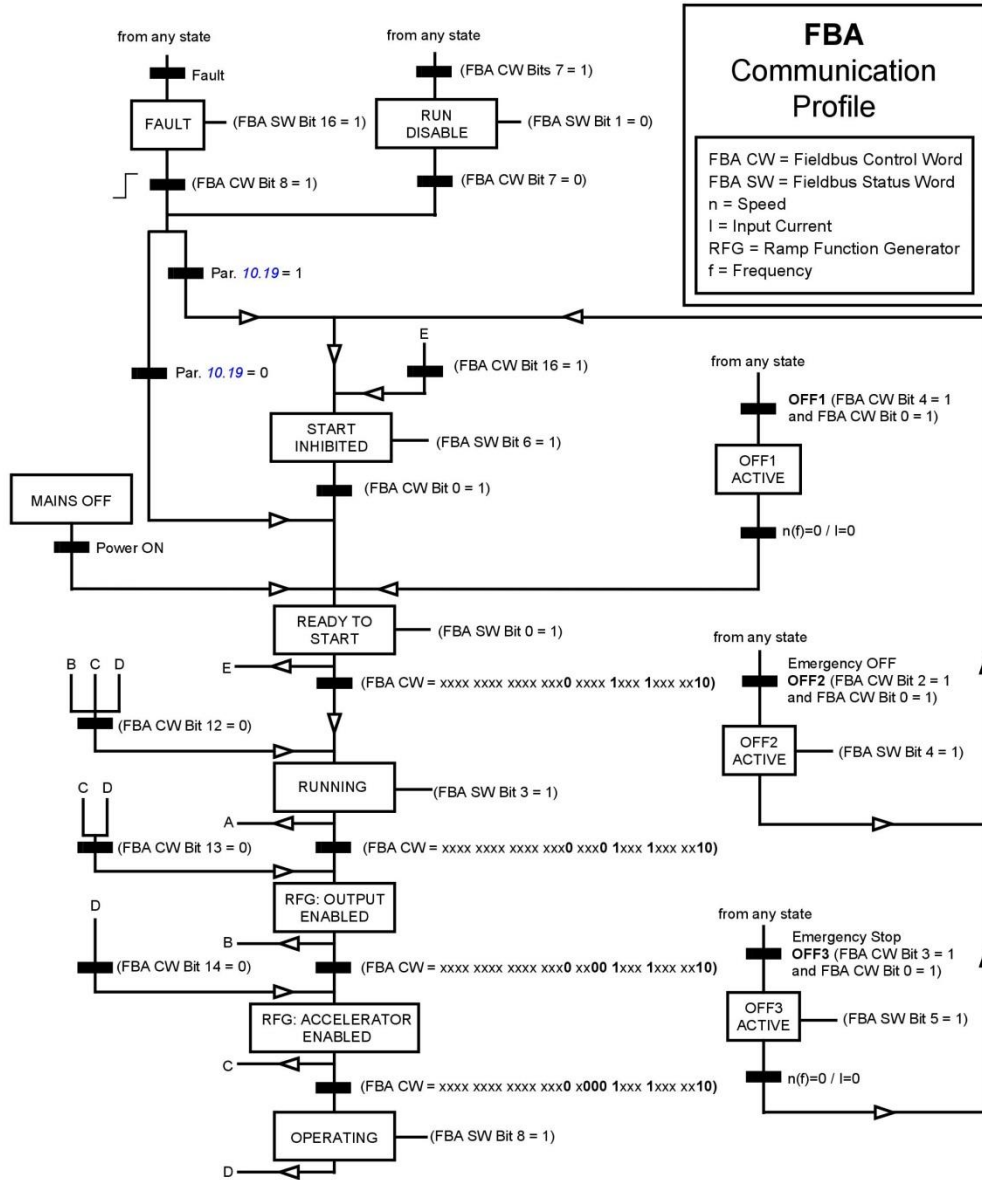 FBA
Communication
Profile
FBA CW = Fieldbus Control Word
FBA SW = Fieldbus Status Word
n = Speed
I = Input Current
RFG = Ramp Function Generator
f = Frequency
from any state
Fault
FAULT
(FBA SW Bit 16 = 1)
(FBA CW Bit 8 = 1)
from any state
(FBA CW Bits 7 = 1)
RUN
DISABLE
(FBA SW Bit 1 = 0)
(FBA CW Bit 7 = 0)
Par. 10.19 = 1
Par. 10.19 = 0
E
(FBA CW Bit 16 = 1)
START
INHIBITED
(FBA SW Bit 6 = 1)
(FBA CW Bit 0 = 1)
MAINS OFF
Power ON
from any state
OFF1 (FBA CW Bit 4 = 1
and FBA CW Bit 0 = 1)
OFF1
ACTIVE
n(f)=0 / I=0
READY TO
START
(FBA SW Bit 0 = 1)
E
(FBA CW = xxxx xxxx xxxx xxx0 xxxx 1xxx 1xxx xx10)
B C D
(FBA CW Bit 12 = 0)
RUNNING
(FBA SW Bit 3 = 1)
from any state
Emergency OFF
OFF2 (FBA CW Bit 2 = 1
and FBA CW Bit 0 = 1)
OFF2
ACTIVE
(FBA SW Bit 4 = 1)
A
C D
(FBA CW Bit 13 = 0)
(FBA CW = xxxx xxxx xxxx xxx0 xxx0 1xxx 1xxx xx10)
RFG: OUTPUT
ENABLED
D
B
(FBA CW Bit 14 = 0)
(FBA CW = xxxx xxxx xxxx xxx0 xx00 1xxx 1xxx xx10)
RFG: ACCELERATOR
ENABLED
from any state
Emergency Stop
OFF3 (FBA CW Bit 3 = 1
and FBA CW Bit 0 = 1)
OFF3
ACTIVE
(FBA SW Bit 5 = 1)
n(f)=0 / I=0
C
(FBA CW = xxxx xxxx xxxx xxx0 x000 1xxx 1xxx xx10)
OPERATING
(FBA SW Bit 8 = 1)
D